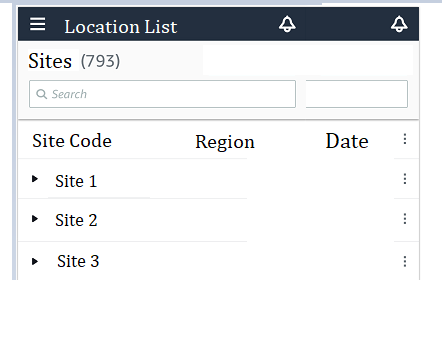 Location List
Sites (793)
Search
Site Code Region Date
Site 1
Site 2
Site 3